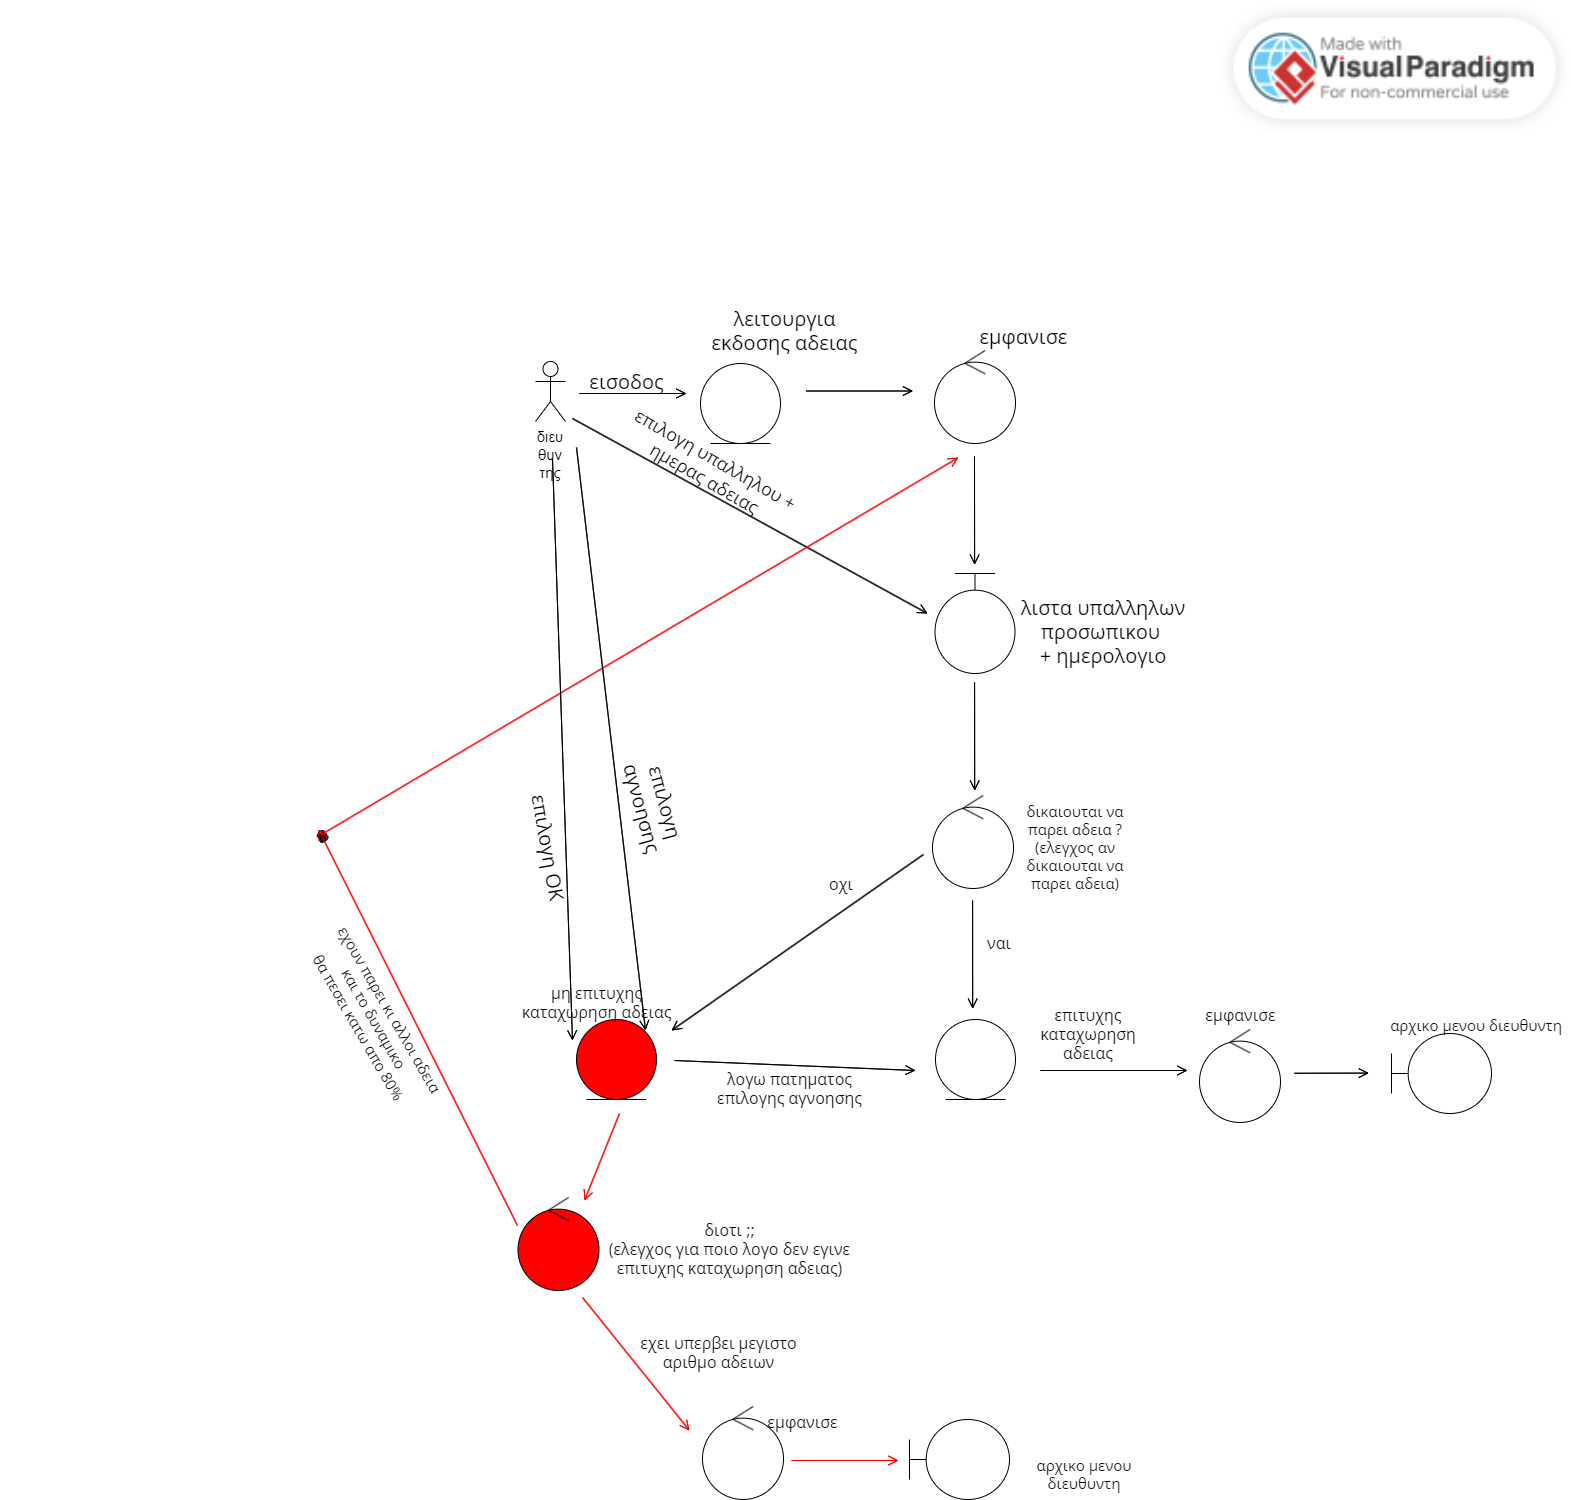 Made with
Visual Paradigm
For non-commercial use
λειτουργια
εκδοσης αδειας
εμφανισε
εισοδος
διευ
θυν
της
επιλογη υπαλληλου +
ημερας αδειας
λιστα υπαλληλων
προσωπικου
+ ημερολογιο
επιλογη
αγνοησης
επιλογη ΟΚ
δικαιουται να
παρει αδεια ?
(ελεγχος αν
δικαιουται να
παρει αδεια)
οχι
ναι
εχουν παρει κι αλλοι αδεια
και το δυναμικο
θα πεσει κατω απο 80%
μη επιτυχης
καταχωρηση αδειας
επιτυχης
καταχωρηση
αδειας
εμφανισε
αρχικο μενου διευθυντη
λογω πατηματος
επιλογης αγνοησης
διοτι ;;
(ελεγχος για ποιο λογο δεν εγινε
επιτυχης καταχωρηση αδειας)
εχει υπερβει μεγιστο
αριθμο αδειων
εμφανισε
αρχικο μενου
διευθυντη